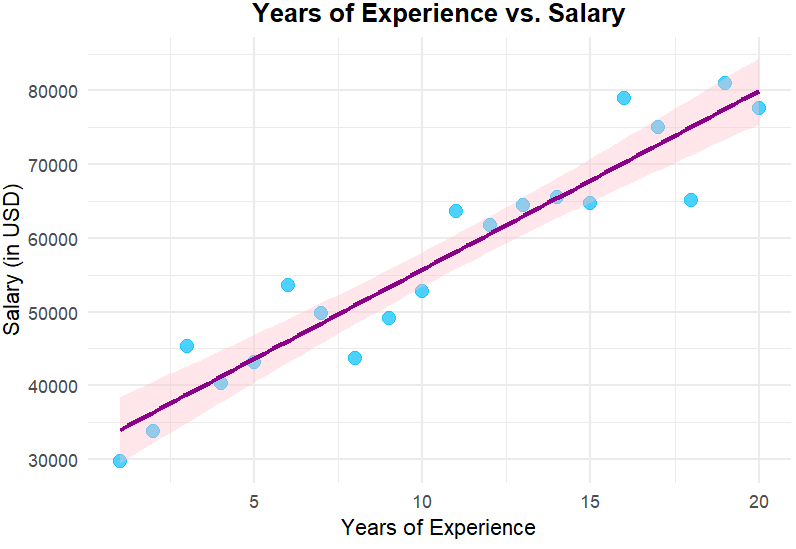 Years of Experience vs. Salary
Salary (in USD)
80000
70000
60000
50000
40000
30000
5 10 15 20
Years of Experience